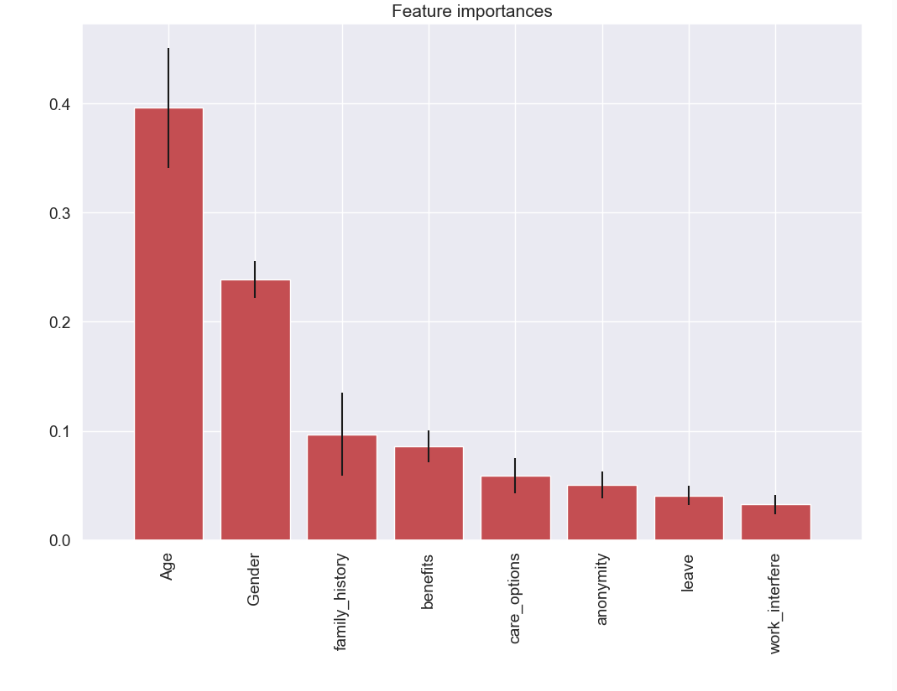 Feature importances
0.4
0.3
0.2
0.1
0.0
Age
Gender
family_history
benefits
care_options
anonymity
leave
work_interfere